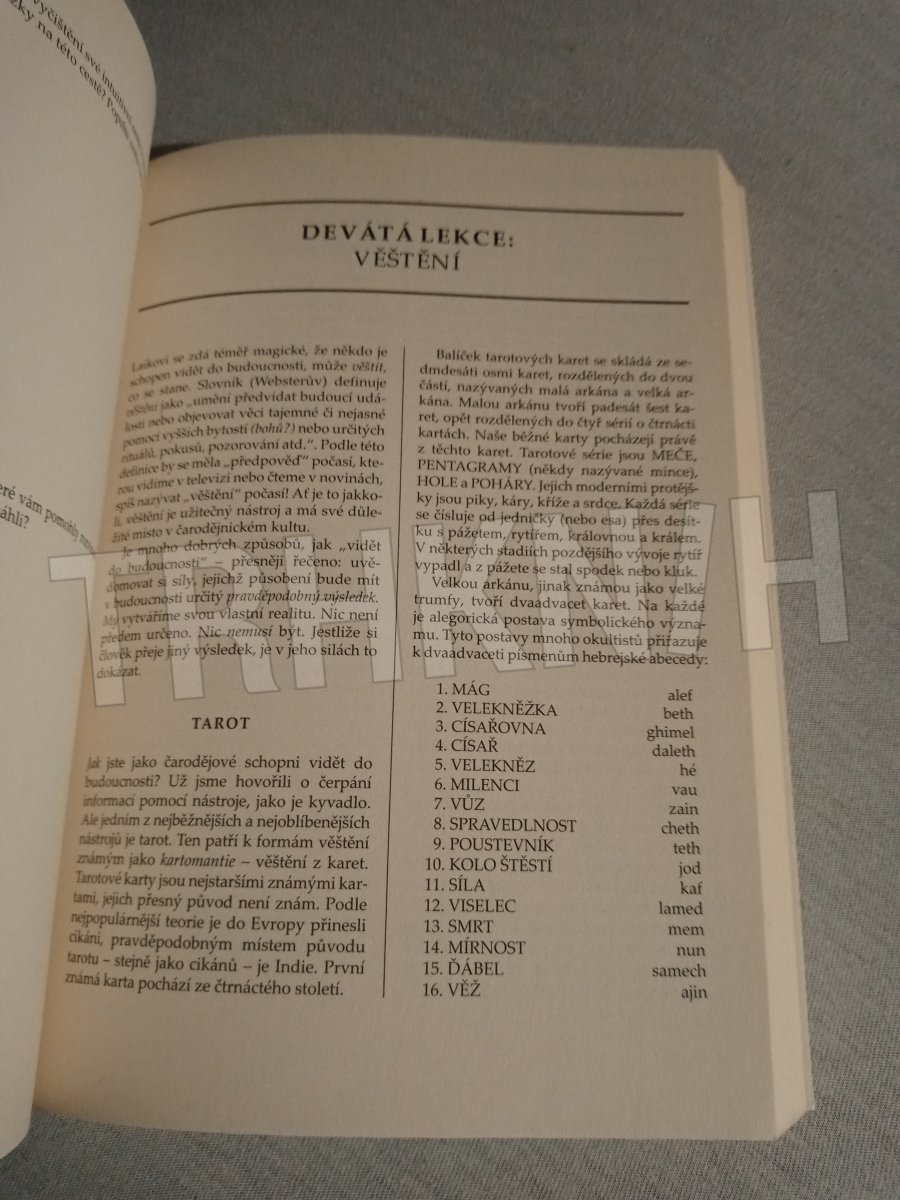 vyčištění své intuitivní
zky na této cestě? Popište
eré vám pomohly
áhli?
DEVÁTÁ LEKCE:
VĚŠTĚNÍ
Laikovi se zdá téměř magické, že někdo je
schopen vidět do budoucnosti, může věštit,
co se stane. Slovník (Websterův) definuje
věštění jako „umění předvídat budoucí udá-
losti nebo objevovat věci tajemné či nejasné
pomocí vyšších bytostí (bohů?) nebo určitých
rituálů, pokusů, pozorování atd.“. Podle této
definice by se měla „předpověď“ počasí, kte-
rou vidíme v televizi nebo čteme v novinách,
spíš nazývat „věštění“ počasí! Ať je to jakko-
li, věštění je užitečný nástroj a má své důle-
žité místo v čarodějnickém kultu.
Je mnoho dobrých způsobů, jak „vidět
do budoucnosti“ – přesněji řečeno: uvě-
domovat si síly, jejichž působení bude mít
v budoucnosti určitý pravděpodobný výsledek.
My vytváříme svou vlastní realitu. Nic není
předem určeno. Nic nemusí být. Jestliže si
člověk přeje jiný výsledek, je v jeho silách to
dokázat.
TAROT
Jak jste jako čarodějové schopni vidět do
budoucnosti? Už jsme hovořili o čerpání
informací pomocí nástroje, jako je kyvadlo.
Ale jedním z nejběžnějších a nejoblíbenějších
nástrojů je tarot. Ten patří k formám věštění
známým jako kartomantie – věštění z karet.
Tarotové karty jsou nejstaršími známými kar-
tami, jejich přesný původ není znám. Podle
nejpopulárnější teorie je do Evropy přinesli
cikáni, pravděpodobným místem původu
tarotu – stejně jako cikánů – je Indie. První
známá karta pochází ze čtrnáctého století.
Balíček tarotových karet se skládá ze se-
dmdesáti osmi karet, rozdělených do dvou
částí, nazývaných malá arkána a velká ar-
kána. Malou arkánu tvoří padesát šest ka-
ret, opět rozdělených do čtyř sérií o čtrnácti
kartách. Naše běžné karty pocházejí právě
z těchto karet. Tarotové série jsou MEČE,
PENTAGRAMY (někdy nazývané mince),
HOLE a POHÁRY. Jejich moderními protějš-
ky jsou piky, káry, kříže a srdce. Každá série
se čísluje od jedničky (nebo esa) přes desít-
ku s pážetem, rytířem, královnou a králem.
V některých stadiích pozdějšího vývoje rytíř
vypadl a z pážete se stal spodek nebo kluk.
Velkou arkánu, jinak známou jako velké
trumfy, tvoří dvaadvacet karet. Na každé
je alegorická postava symbolického význa-
mu. Tyto postavy mnoho okultistů přiřazuje
k dvaadvaceti písmenům hebrejské abecedy:
1. MÁG alef
2. VELEKNĚŽKA beth
3. CÍSAŘOVNA ghimel
4. CÍSAŘ daleth
5. VELEKNĚZ hé
6. MILENCI vau
7. VŮZ zain
8. SPRAVEDLNOST cheth
9. POUSTEVNÍK teth
10. KOLO ŠTĚSTÍ jod
11. SÍLA kaf
12. VISELEC lamed
13. SMRT mem
14. MÍRNOST nun
15. ĎÁBEL samech
16. VĚŽ ajin